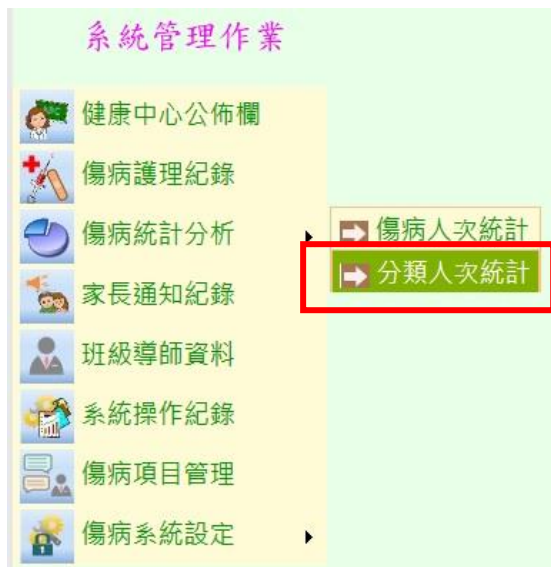 系統管理作業
健康中心公佈欄
傷病護理紀錄
傷病統計分析
傷病人次統計
分類人次統計
家長通知紀錄
班級導師資料
系統操作紀錄
傷病項目管理
傷病系統設定